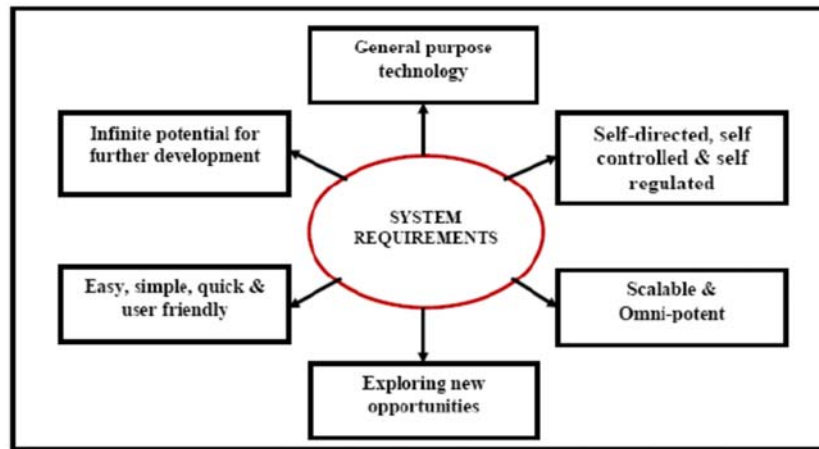 General purpose
technology
Infinite potential for
further development
Self-directed, self
controlled & self
regulated
SYSTEM
REQUIREMENTS
Easy, simple, quick &
user friendly
Scalable &
Omni-potent
Exploring new
opportunities